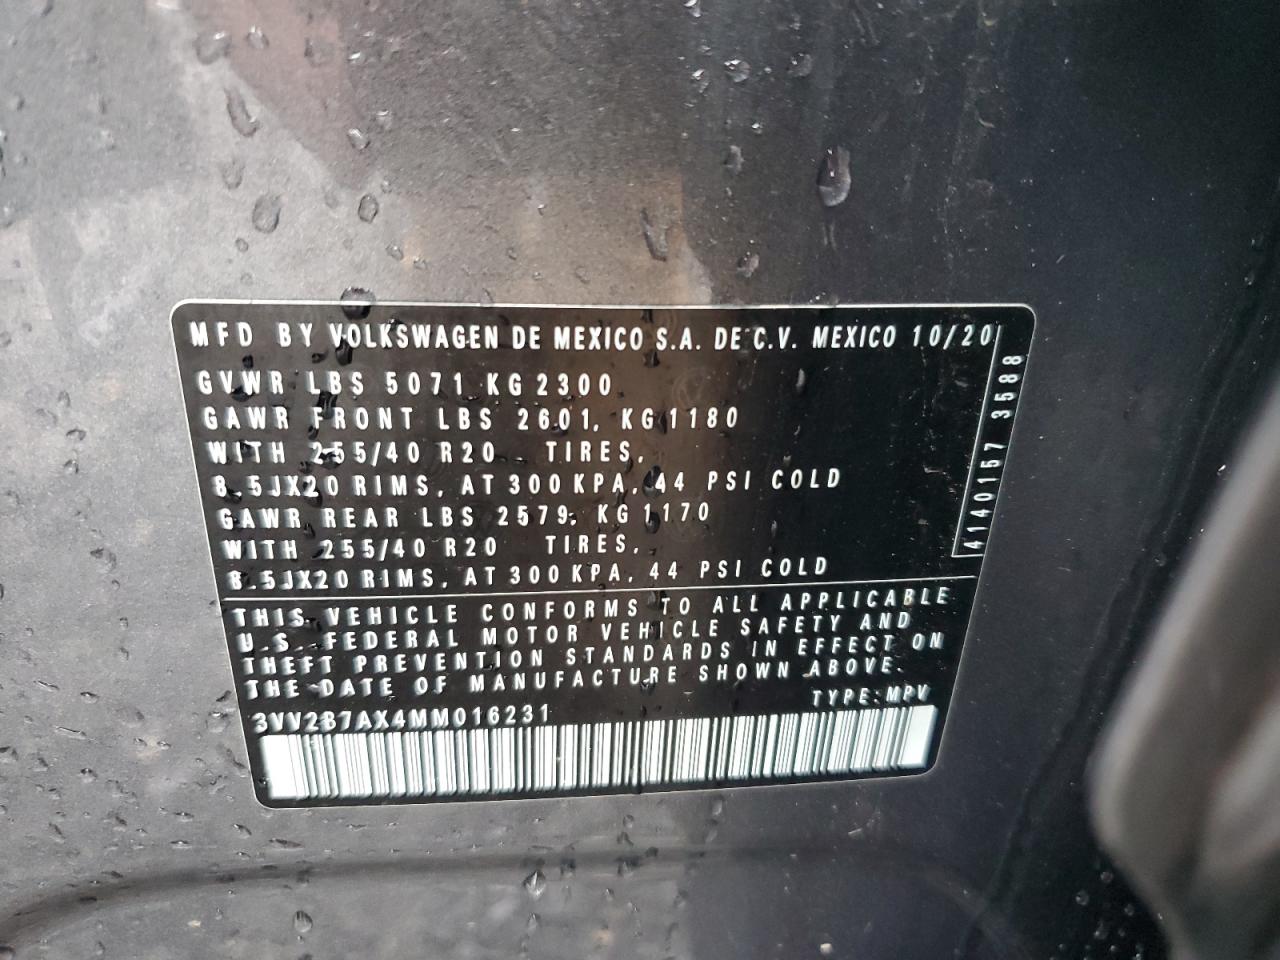 MFD BY VOLKSWAGEN DE MEXICO S.A. DE C.V. MEXICO 10/20
GVWR LBS 5071 KG 2300
GAWR FRONT LBS 2601, KG 1180
WITH 255/40 R20 TIRES,
8.5JX20 RIMS, AT 300 KPA, 44 PSI COLD
GAWR REAR LBS 2579, KG 1170
WITH 255/40 R20 TIRES,
8.5JX20 RIMS, AT 300 KPA, 44 PSI COLD
4140157 3588
THIS VEHICLE CONFORMS TO ALL APPLICABLE
U.S. FEDERAL MOTOR VEHICLE SAFETY AND
THEFT PREVENTION STANDARDS IN EFFECT ON
THE DATE OF MANUFACTURE SHOWN ABOVE.
TYPE:MPV
3VV2B7AX4MM016231